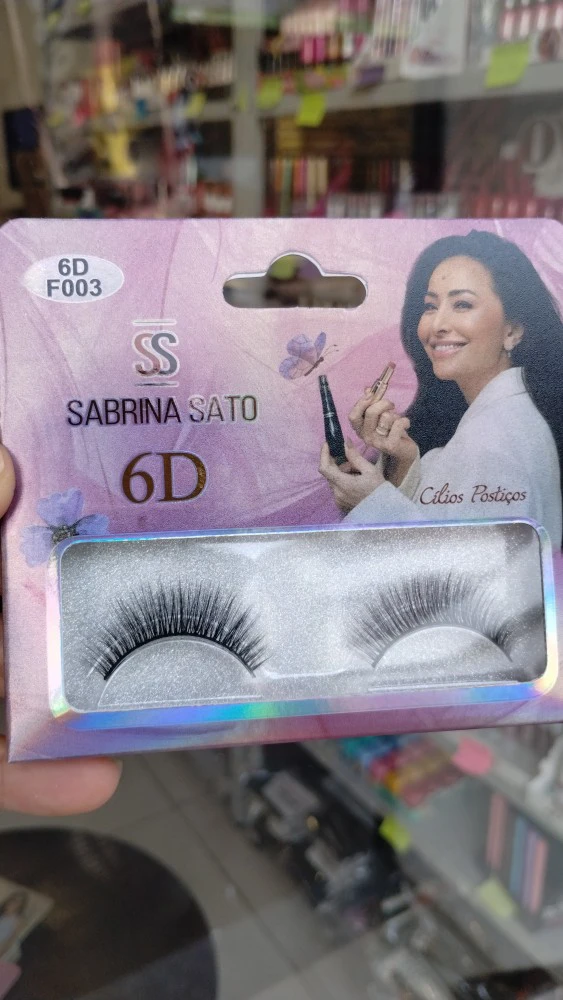 6D
F003
SS
SABRINA SATO
6D
Cílios Postiços